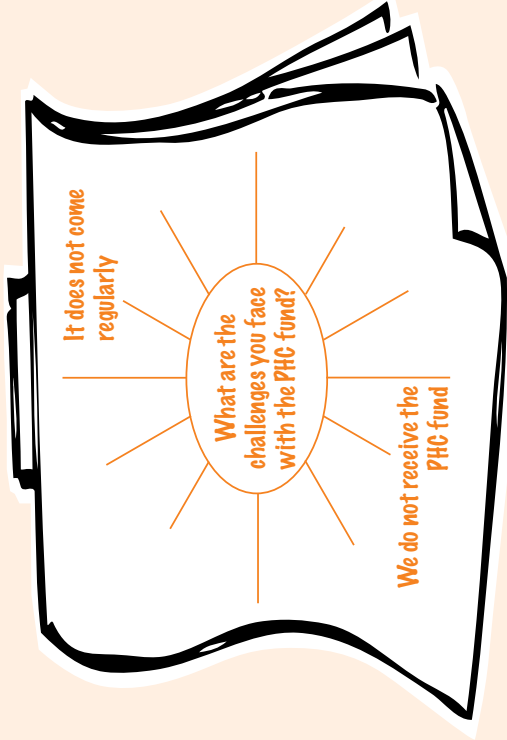 It does not come
regularly
What are the
challenges you face
with the PHC fund?
We do not receive the
PHC fund